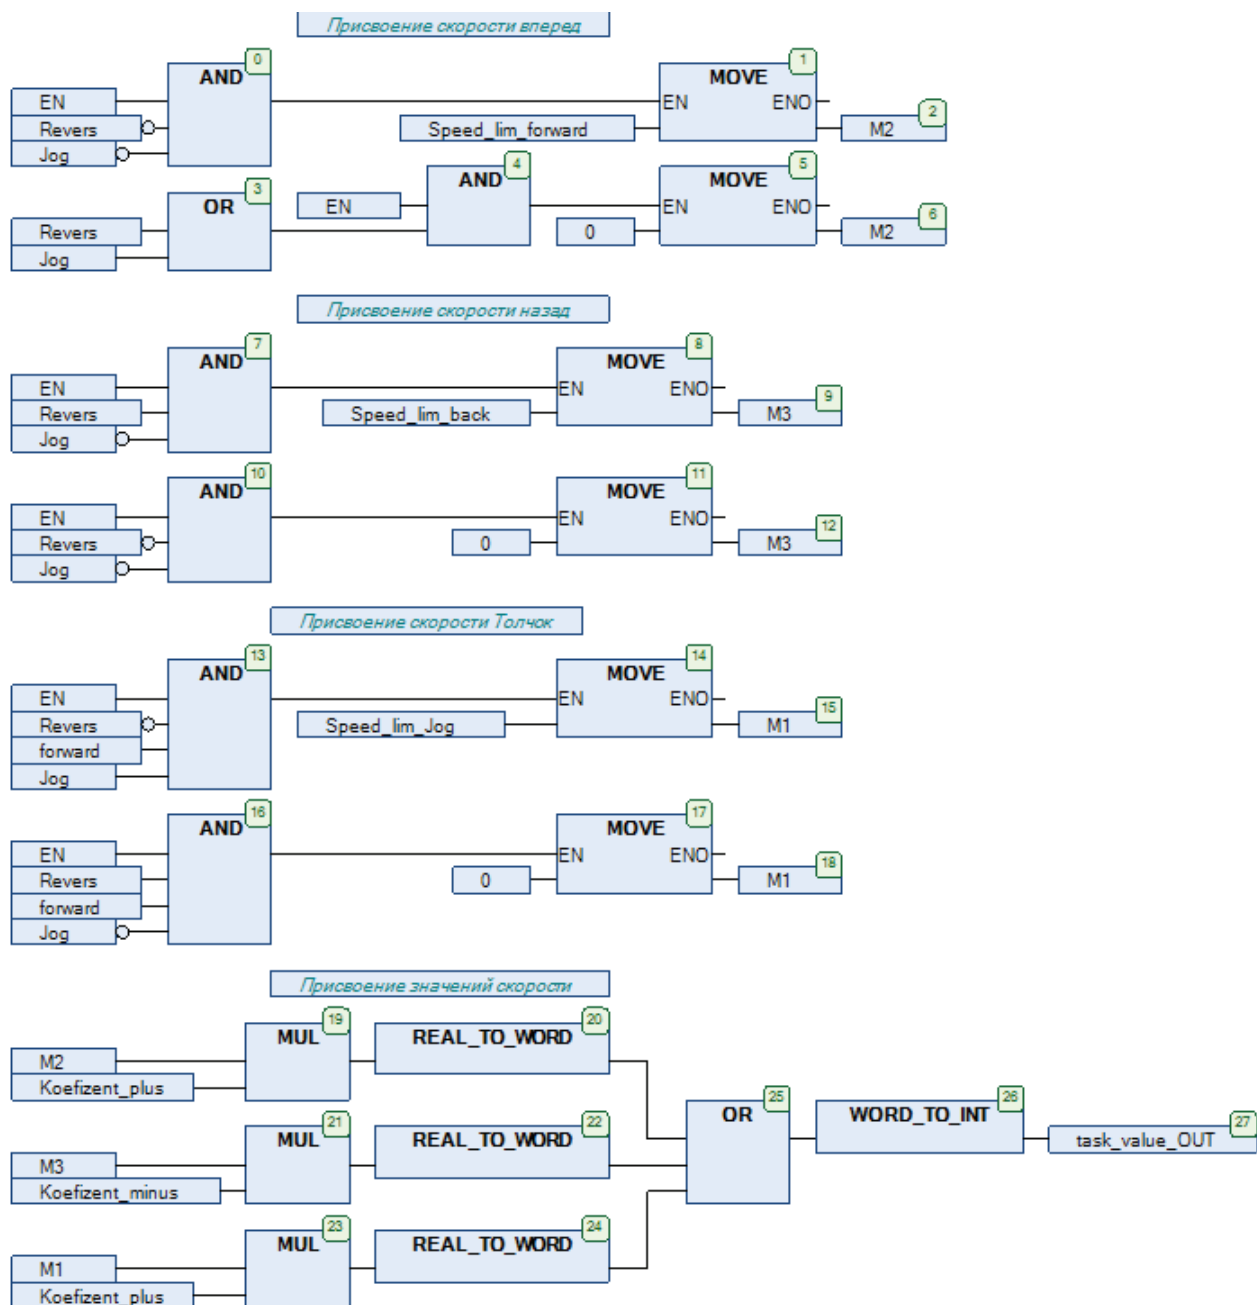 Присвоение скорости вперед
0
AND
EN
Revers
Jog
1
MOVE
EN ENO
Speed_lim_forward
2
M2
3
OR
Revers
Jog
4
AND
EN
5
MOVE
EN ENO
0
6
M2
Присвоение скорости назад
7
AND
EN
Revers
Jog
8
MOVE
EN ENO
Speed_lim_back
9
M3
10
AND
EN
Revers
Jog
11
MOVE
EN ENO
0
12
M3
Присвоение скорости Толчок
13
AND
EN
Revers
forward
Jog
14
MOVE
EN ENO
Speed_lim_Jog
15
M1
16
AND
EN
Revers
forward
Jog
17
MOVE
EN ENO
0
18
M1
Присвоение значений скорости
19
MUL
M2
Koefizent_plus
20
REAL_TO_WORD
21
MUL
M3
Koefizent_minus
22
REAL_TO_WORD
23
MUL
M1
Koefizent_plus
24
REAL_TO_WORD
25
OR
26
WORD_TO_INT
27
task_value_OUT